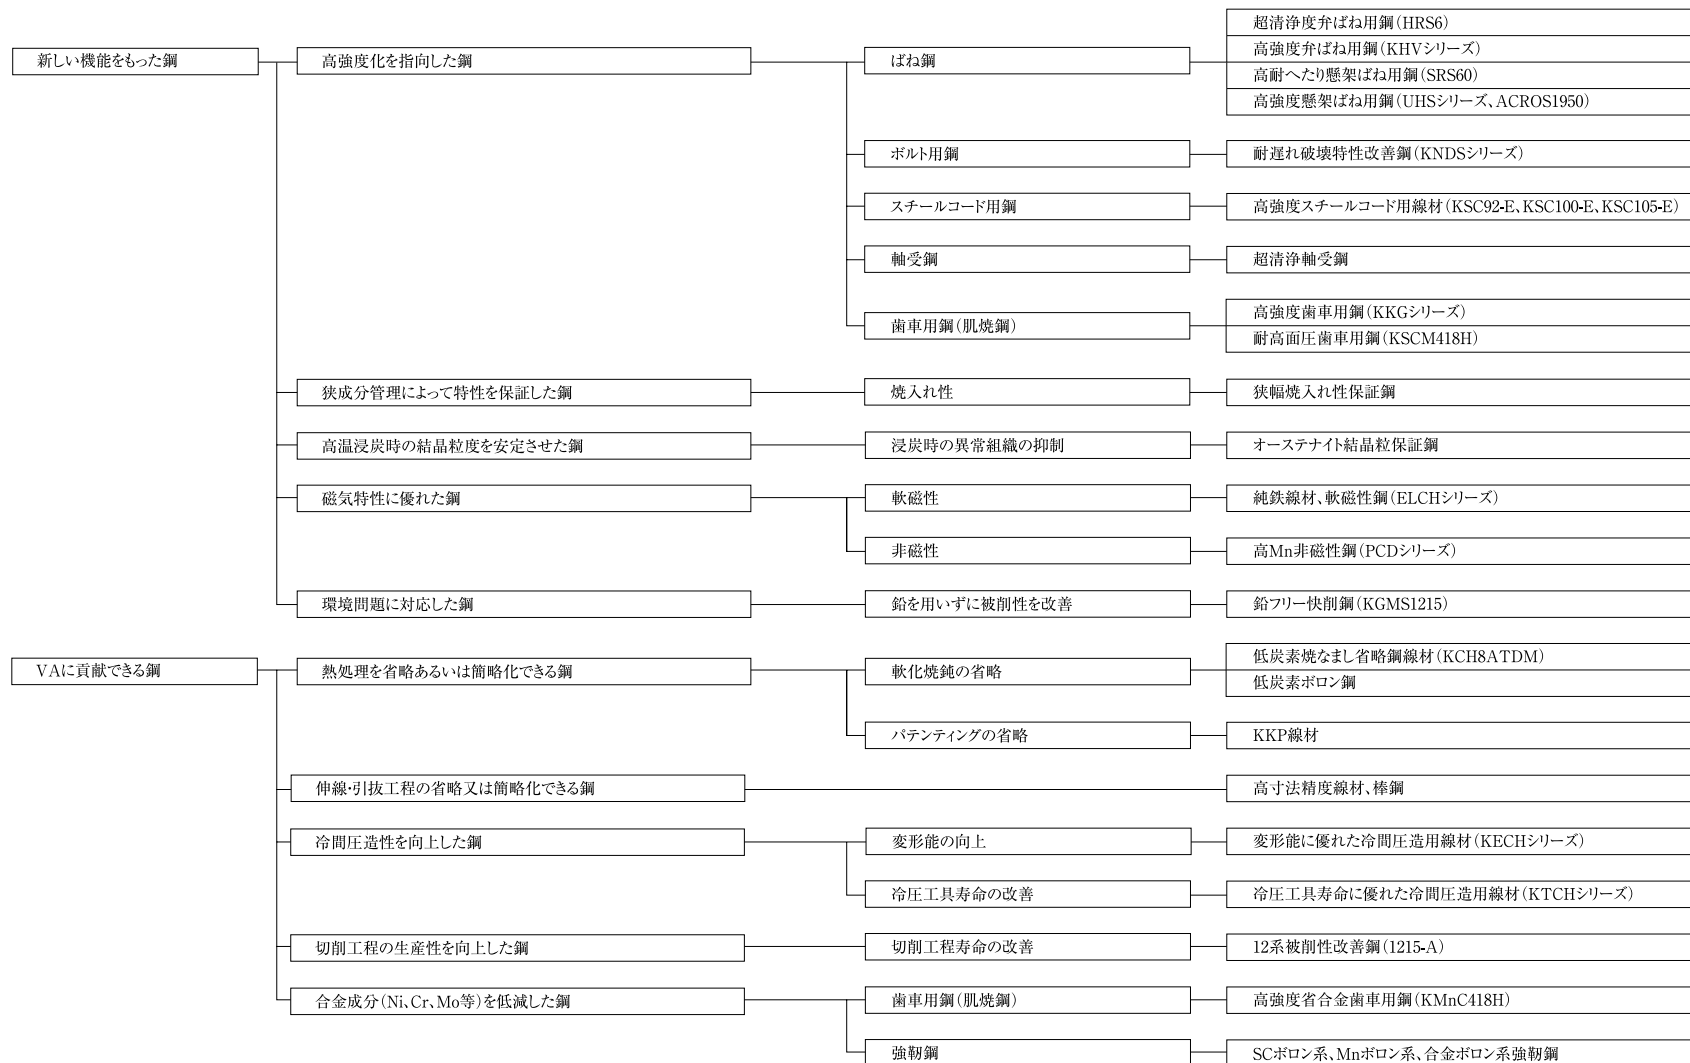 新しい機能をもった鋼
高強度化を指向した鋼
ばね鋼
超清浄度弁ばね用鋼(HRS6)
高強度弁ばね用鋼(KHVシリーズ)
高耐へたり懸架ばね用鋼(SRS60)
高強度懸架ばね用鋼(UHSシリーズ、ACROS1950)
ボルト用鋼
耐遅れ破壊特性改善鋼(KNDSシリーズ)
スチールコード用鋼
高強度スチールコード用線材(KSC92-E、KSC100-E、KSC105-E)
軸受鋼
超清浄軸受鋼
歯車用鋼(肌焼鋼)
高強度歯車用鋼(KKGシリーズ)
耐高面圧歯車用鋼(KSCM418H)
狭成分管理によって特性を保証した鋼
焼入れ性
狭幅焼入れ性保証鋼
高温浸炭時の結晶粒度を安定させた鋼
浸炭時の異常組織の抑制
オーステナイト結晶粒保証鋼
磁気特性に優れた鋼
軟磁性
純鉄線材、軟磁性鋼(ELCHシリーズ)
非磁性
高Mn非磁性鋼(PCDシリーズ)
環境問題に対応した鋼
鉛を用いずに被削性を改善
鉛フリー快削鋼(KGMS1215)
VAに貢献できる鋼
熱処理を省略あるいは簡略化できる鋼
軟化焼鈍の省略
低炭素焼なまし省略鋼線材(KCH8ATDM)
低炭素ボロン鋼
パテンティングの省略
KKP線材
伸線・引抜工程の省略又は簡略化できる鋼
高寸法精度線材、棒鋼
冷間圧造性を向上した鋼
変形能の向上
変形能に優れた冷間圧造用線材(KECHシリーズ)
冷圧工具寿命の改善
冷圧工具寿命に優れた冷間圧造用線材(KTCHシリーズ)
切削工程の生産性を向上した鋼
切削工程寿命の改善
12系被削性改善鋼(1215-A)
合金成分(Ni、Cr、Mo等)を低減した鋼
歯車用鋼(肌焼鋼)
高強度省合金歯車用鋼(KMnC418H)
強靭鋼
SCボロン系、Mnボロン系、合金ボロン系強靭鋼